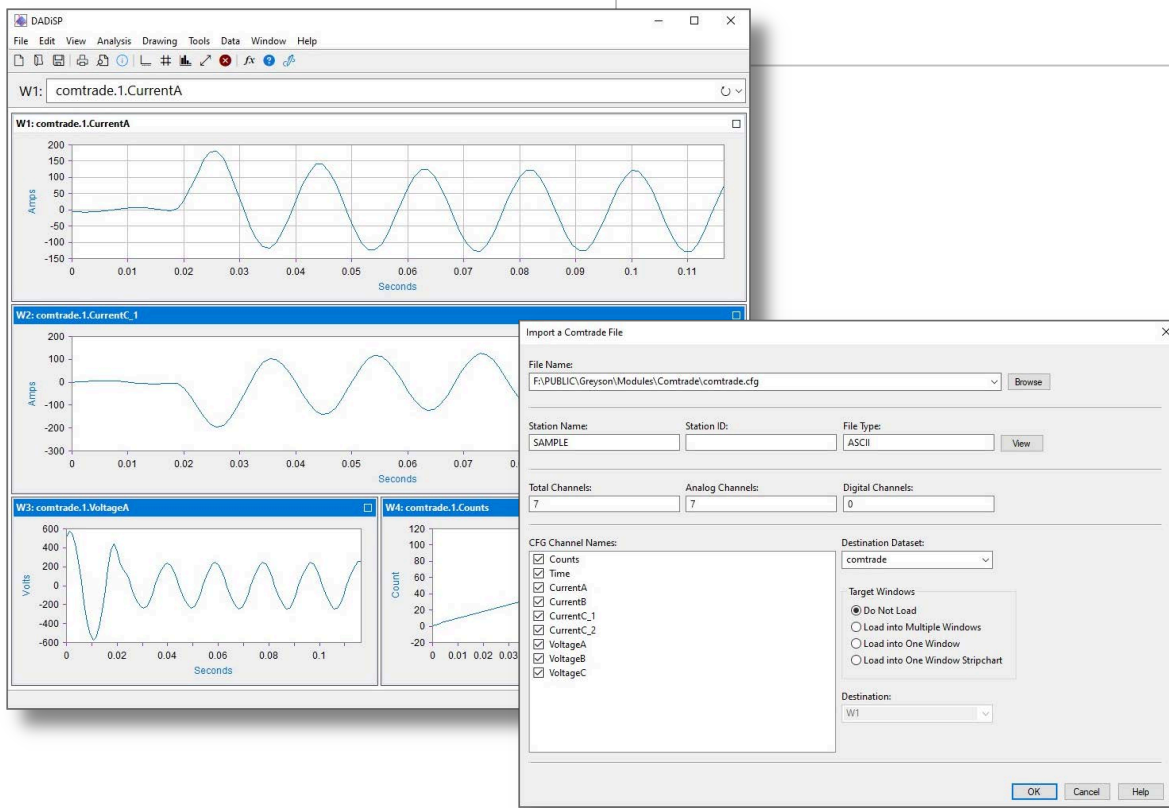 DADiSP
File Edit View Analysis Drawing Tools Data Window Help
fx ?
W1: comtrade.1.CurrentA
W1: comtrade.1.CurrentA
200
150
100
50
0
-50
-100
-150
Amps
0 0.01 0.02 0.03 0.04 0.05 0.06 0.07 0.08 0.09 0.1 0.11
Seconds
W2: comtrade.1.CurrentC_1
200
100
0
-100
-200
-300
Amps
0 0.01 0.02 0.03 0.04 0.05 0.06 0.07
Seconds
W3: comtrade.1.VoltageA
600
400
200
0
-200
-400
-600
Volts
0 0.02 0.04 0.06 0.08 0.1
Seconds
W4: comtrade.1.Counts
120
100
80
60
40
20
0
-20
Count
0 0.01 0.02 0.03
Import a Comtrade File
File Name:
F:\PUBLIC\Greyson\Modules\Comtrade\comtrade.cfg Browse
Station Name: Station ID: File Type:
SAMPLE ASCII View
Total Channels: Analog Channels: Digital Channels:
7 7 0
CFG Channel Names:
Counts
Time
CurrentA
CurrentB
CurrentC_1
CurrentC_2
VoltageA
VoltageB
VoltageC
Destination Dataset:
comtrade
Target Windows
Do Not Load
Load into Multiple Windows
Load into One Window
Load into One Window Stripchart
Destination:
W1
OK Cancel Help